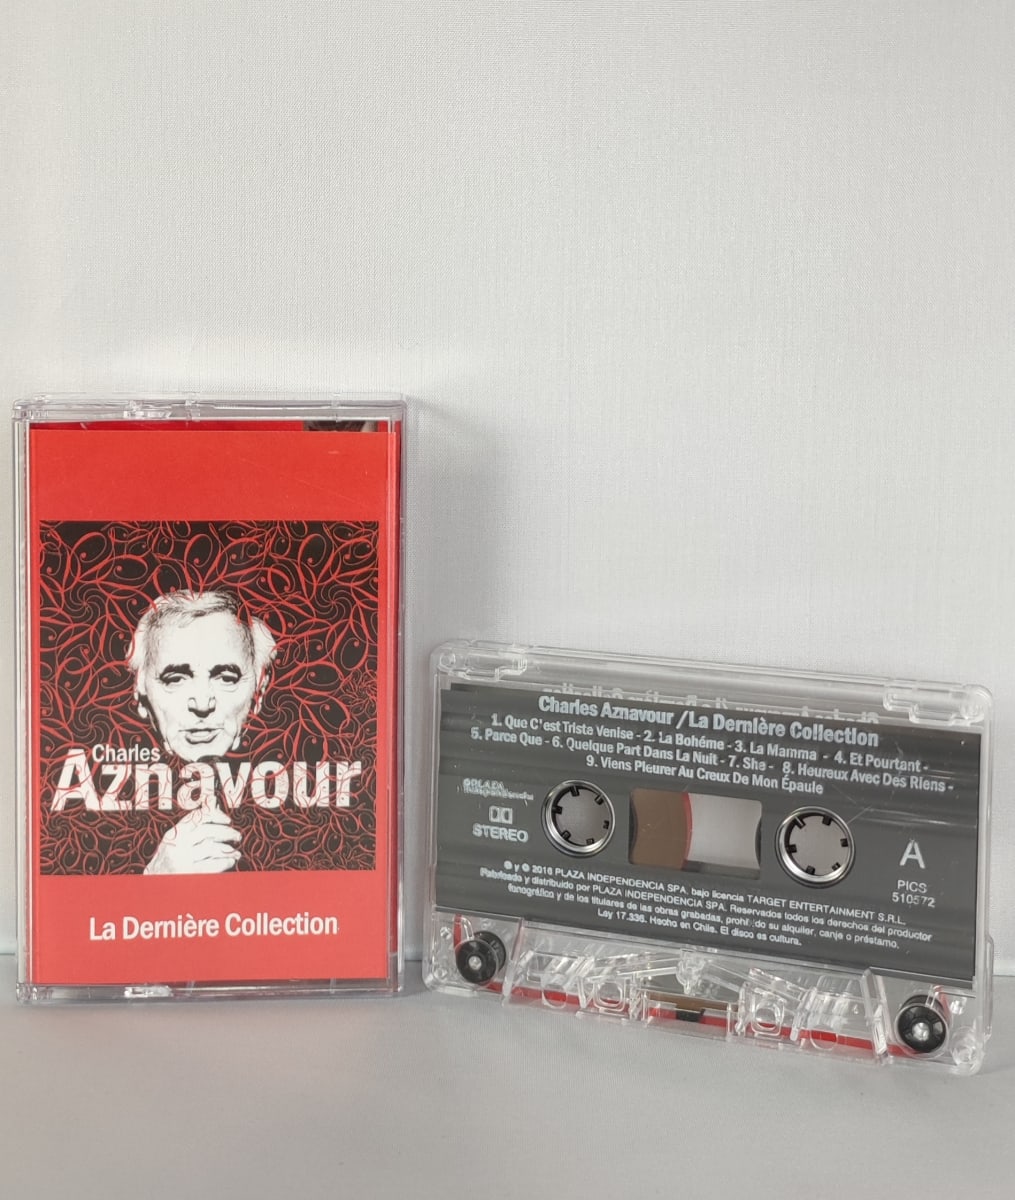 Charles
Aznavour
La Dernière Collection
Charles Aznavour /La Dernière Collection
1. Que C'est Trista Venise - 2. La Bohéme - 3. La Mamma - 4. Et Pourtant -
5. Parce Que - 6. Quelque Part Dans La Nuit - 7. She - 8. Heureux Avec Des Riens -
9. Viens Pleurer Au Creux De Mon Épaule
PLAZA
Independencia
STEREO
A
PICS
510572
℗ y © 2016 PLAZA INDEPENDENCIA SPA. bajo licencia TARGET ENTERTAINMENT S.R.L.
Fabricado y distribuido por PLAZA INDEPENDENCIA SPA. Reservados todos los derechos del productor
fonográfico y de los titulares de las obras grabadas, prohibido su alquiler, canje o préstamo.
Ley 17.336. Hecho en Chile. El disco es cultura.